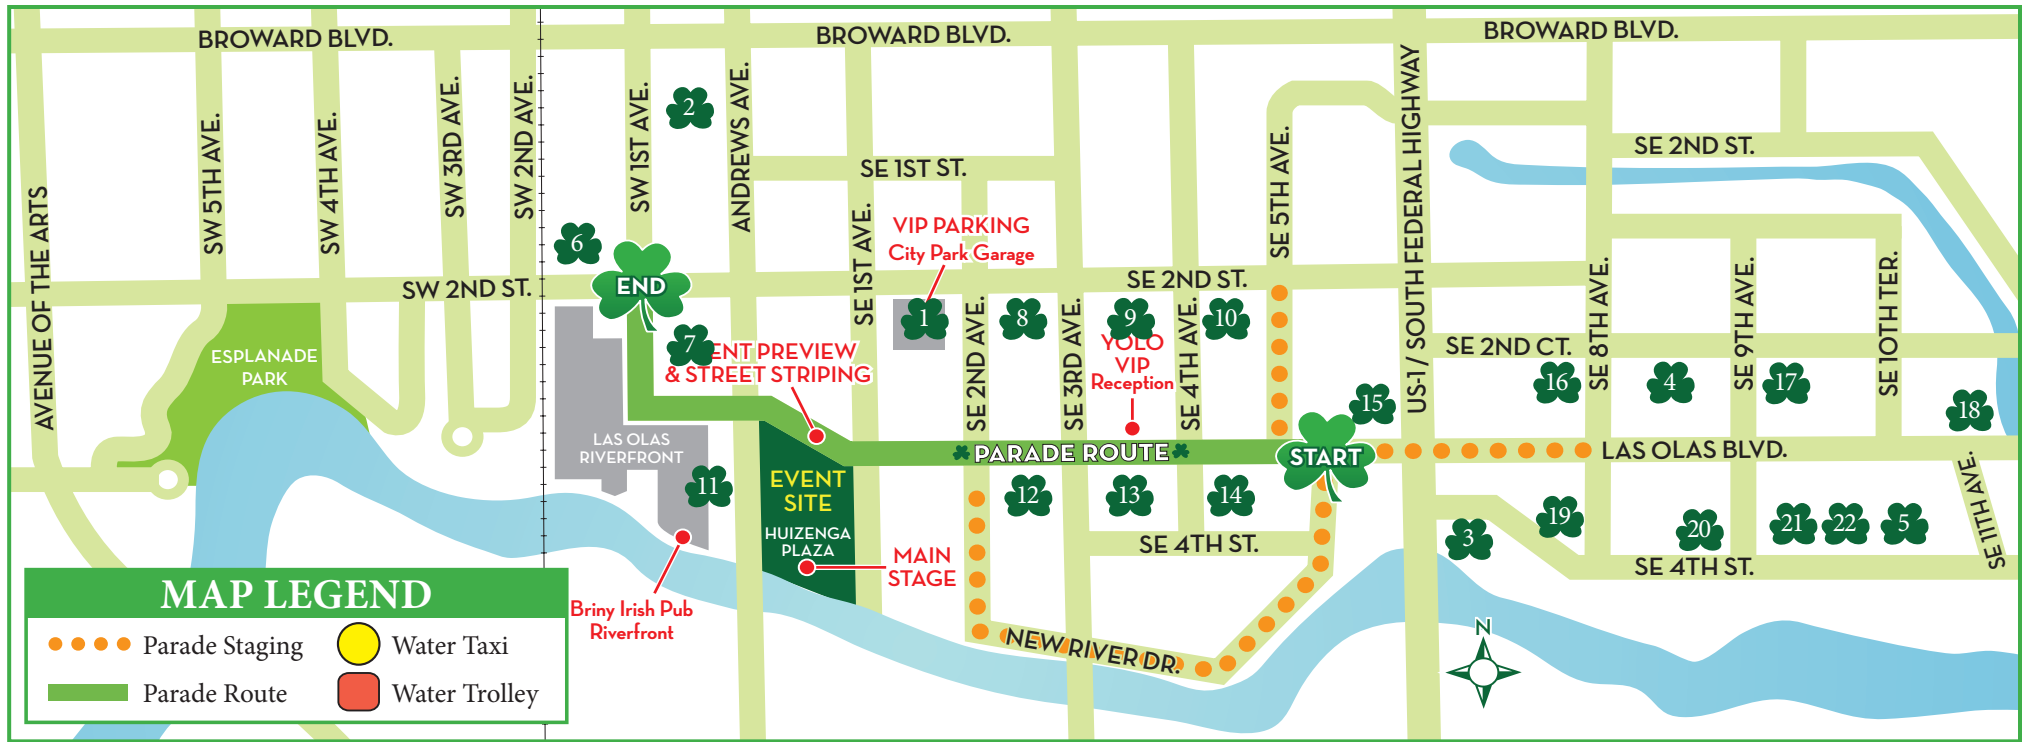 BROWARD BLVD.
BROWARD BLVD.
BROWARD BLVD.
AVENUE OF THE ARTS
SW 5TH AVE.
SW 4TH AVE.
SW 3RD AVE.
SW 2ND AVE.
SW 1ST AVE.
ANDREWS AVE.
SE 1ST AVE.
SE 1ST ST.
SE 5TH AVE.
US-1 / SOUTH FEDERAL HIGHWAY
SE 2ND ST.
2
6
VIP PARKING
City Park Garage
END
SW 2ND ST.
SE 2ND ST.
SE 2ND AVE.
SE 3RD AVE.
SE 4TH AVE.
SE 8TH AVE.
SE 9TH AVE.
SE 10TH TER.
1
8
9
10
7
ENT PREVIEW
& STREET STRIPING
YOLO
VIP
Reception
SE 2ND CT.
ESPLANADE
PARK
15
16
4
17
18
LAS OLAS
RIVERFRONT
PARADE ROUTE
START
LAS OLAS BLVD.
SE 11TH AVE.
11
EVENT
SITE
HUIZENGA
PLAZA
12
13
14
3
19
20
21
22
5
SE 4TH ST.
SE 4TH ST.
MAIN
STAGE
Briny Irish Pub
Riverfront
NEW RIVER DR.
N
MAP LEGEND
Parade Staging
Water Taxi
Parade Route
Water Trolley